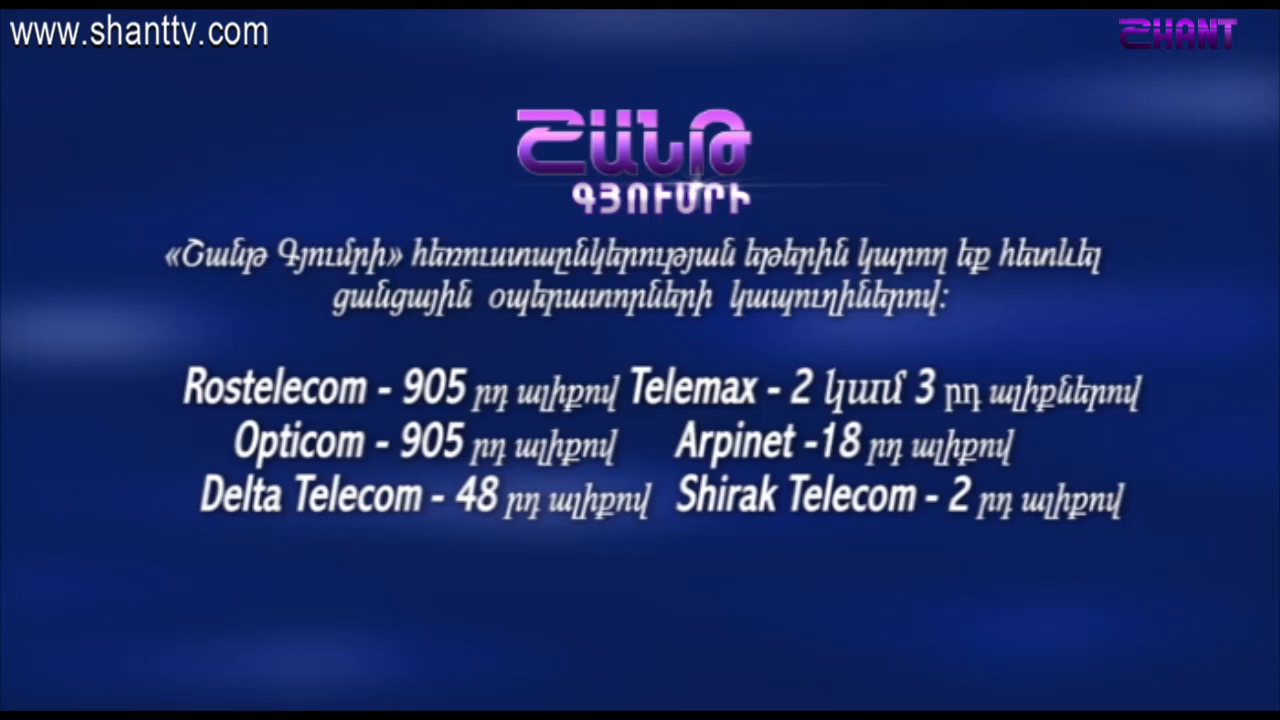 www.shanttv.com
SHANT
ՇԱՆԹ
ԳՅՈՒՄՐԻ
«Շանթ Գյումրի» հեռուստաընկերության եթերին կարող եք հետևել
ցանցային օպերատորների կապուղիներով:
Rostelecom - 905 րդ ալիքով Telemax - 2 կամ 3 րդ ալիքներով
Opticom - 905 րդ ալիքով Arpinet -18 րդ ալիքով
Delta Telecom - 48 րդ ալիքով Shirak Telecom - 2 րդ ալիքով